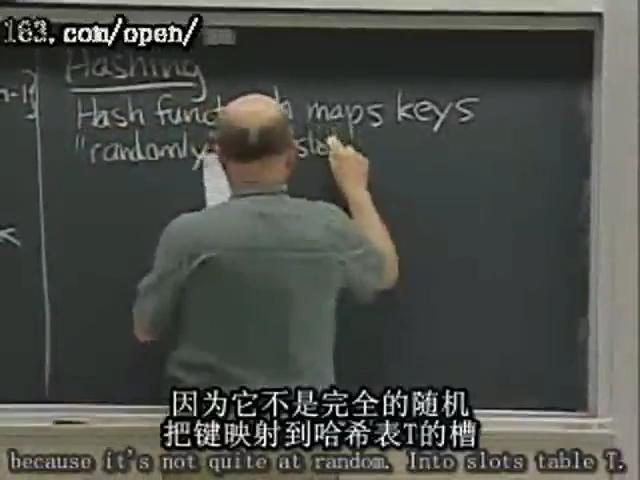 163.com/open/
Hashing
Hash funct h maps keys
"randomly slo
因为它不是完全的随机
把键映射到哈希表T的槽
because it's not quite at random. Into slots table T.